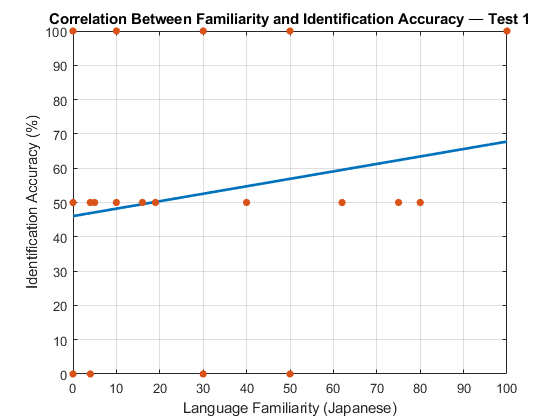 Correlation Between Familiarity and Identification Accuracy — Test 1
100
90
80
70
60
50
40
30
20
10
0
Identification Accuracy (%)
0 10 20 30 40 50 60 70 80 90 100
Language Familiarity (Japanese)